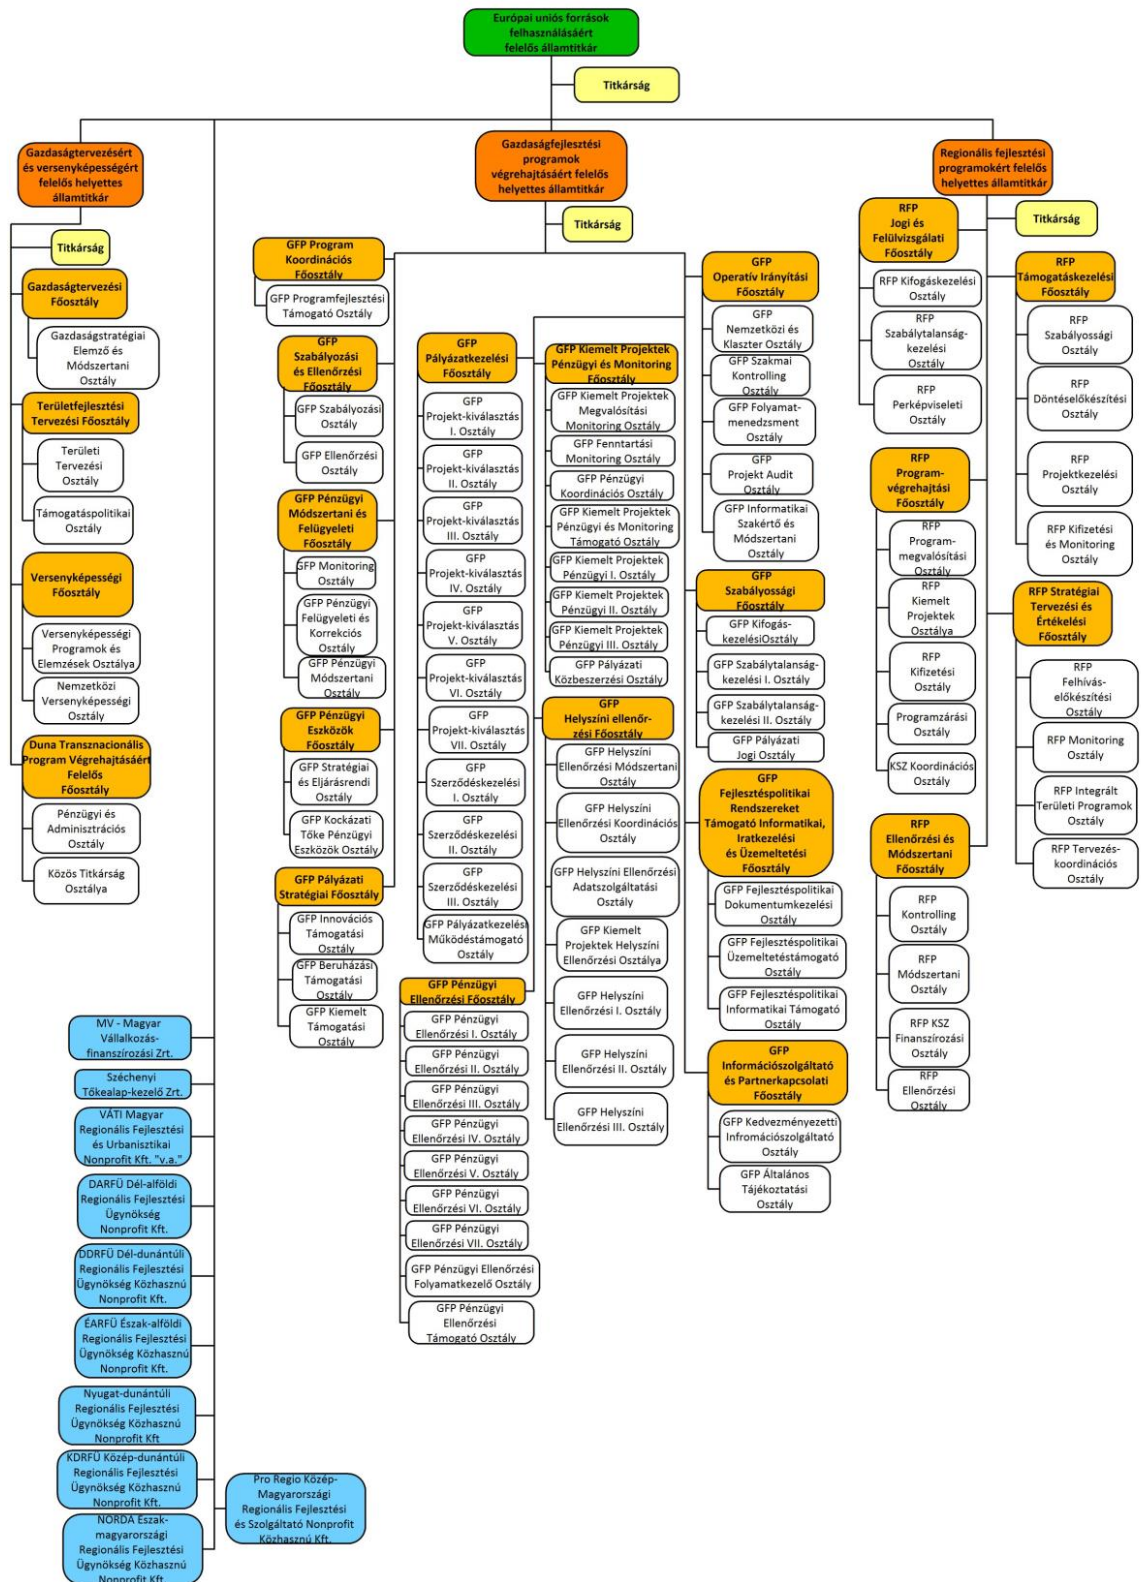 Európai uniós források
felhasználásáért
felelős államtitkár
Titkárság
Gazdaságtervezésért
és versenyképességért
felelős helyettes
államtitkár
Titkárság
Gazdaságtervezési
Főosztály
Gazdaságstratégiai
Elemző és
Módszertani
Osztály
Területfejlesztési
Tervezési Főosztály
Területi
Tervezési
Osztály
Támogatáspolitikai
Osztály
Versenyképességi
Főosztály
Versenyképességi
Programok és
Elemzések Osztálya
Nemzetközi
Versenyképességi
Osztály
Duna Transznacionális
Program Végrehajtásáért
Felelős
Főosztály
Pénzügyi és
Adminisztrációs
Osztály
Közös Titkárság
Osztálya
Gazdaságfejlesztési
programok
végrehajtásáért felelős
helyettes államtitkár
Titkárság
GFP Program
Koordinációs
Főosztály
GFP Programfejlesztési
Támogató Osztály
GFP
Szabályozási
és Ellenőrzési
Főosztály
GFP Szabályozási
Osztály
GFP Ellenőrzési
Osztály
GFP Pénzügyi
Módszertani és
Felügyeleti
Főosztály
GFP Monitoring
Osztály
GFP Pénzügyi
Felügyeleti és
Korrekciós
Osztály
GFP Pénzügyi
Módszertani
Osztály
GFP Pénzügyi
Eszközök
Főosztály
GFP Stratégiai
és Eljárásrendi
Osztály
GFP Kockázati
Tőke Pénzügyi
Eszközök Osztály
GFP Pályázati
Stratégiai Főosztály
GFP Innovációs
Támogatási
Osztály
GFP Beruházási
Támogatási
Osztály
GFP Kiemelt
Támogatási
Osztály
GFP
Pályázatkezelési
Főosztály
GFP
Projekt-kiválasztás
I. Osztály
GFP
Projekt-kiválasztás
II. Osztály
GFP
Projekt-kiválasztás
III. Osztály
GFP
Projekt-kiválasztás
IV. Osztály
GFP
Projekt-kiválasztás
V. Osztály
GFP
Projekt-kiválasztás
VI. Osztály
GFP
Projekt-kiválasztás
VII. Osztály
GFP
Szerződéskezelési
I. Osztály
GFP
Szerződéskezelési
II. Osztály
GFP
Szerződéskezelési
III. Osztály
GFP Pályázatkezelési
Működéstámogató
Osztály
GFP Pénzügyi
Ellenőrzési Főosztály
GFP Pénzügyi
Ellenőrzési I. Osztály
GFP Pénzügyi
Ellenőrzési II. Osztály
GFP Pénzügyi
Ellenőrzési III. Osztály
GFP Pénzügyi
Ellenőrzési IV. Osztály
GFP Pénzügyi
Ellenőrzési V. Osztály
GFP Pénzügyi
Ellenőrzési VI. Osztály
GFP Pénzügyi
Ellenőrzési VII. Osztály
GFP Pénzügyi Ellenőrzési
Folyamatkezelő Osztály
GFP Pénzügyi
Ellenőrzési
Támogató Osztály
GFP Kiemelt Projektek
Pénzügyi és Monitoring
Főosztály
GFP Kiemelt Projektek
Megvalósítási
Monitoring Osztály
GFP Fenntartási
Monitoring Osztály
GFP Pénzügyi
Koordinációs Osztály
GFP Kiemelt Projektek
Pénzügyi és Monitoring
Támogató Osztály
GFP Kiemelt Projektek
Pénzügyi I. Osztály
GFP Kiemelt Projektek
Pénzügyi II. Osztály
GFP Kiemelt Projektek
Pénzügyi III. Osztály
GFP Pályázati
Közbeszerzési Osztály
GFP
Helyszíni ellenőr-
zési Főosztály
GFP Helyszíni
Ellenőrzési Módszertani
Osztály
GFP Helyszíni
Ellenőrzési Koordinációs
Osztály
GFP Helyszíni Ellenőrzési
Adatszolgáltatási
Osztály
GFP Kiemelt
Projektek Helyszíni
Ellenőrzési Osztálya
GFP Helyszíni
Ellenőrzési I. Osztály
GFP Helyszíni
Ellenőrzési II. Osztály
GFP Helyszíni
Ellenőrzési III. Osztály
GFP
Operatív Irányítási
Főosztály
GFP
Nemzetközi és
Klaszter Osztály
GFP Szakmai
Kontrolling
Osztály
GFP Folyamat-
menedzsment
Osztály
GFP
Projekt Audit
Osztály
GFP Informatikai
Szakértő és
Módszertani
Osztály
GFP
Szabályossági
Főosztály
GFP Kifogás-
kezelésiOsztály
GFP Szabálytalanság-
kezelési I. Osztály
GFP Szabálytalanság-
kezelési II. Osztály
GFP Pályázati
Jogi Osztály
GFP
Fejlesztéspolitikai
Rendszereket
Támogató Informatikai,
Iratkezelési
és Üzemeltetési
Főosztály
GFP Fejlesztéspolitikai
Dokumentumkezelési
Osztály
GFP Fejlesztéspolitikai
Üzemeltetéstámogató
Osztály
GFP Fejlesztéspolitikai
Informatikai Támogató
Osztály
GFP
Információszolgáltató
és Partnerkapcsolati
Főosztály
GFP Kedvezményezetti
Infromációszolgáltató
Osztály
GFP Általános
Tájékoztatási
Osztály
Regionális fejlesztési
programokért felelős
helyettes államtitkár
Titkárság
RFP
Jogi és
Felülvizsgálati
Főosztály
RFP Kifogáskezelési
Osztály
RFP
Szabálytalanság-
kezelési Osztály
RFP
Perképviseleti
Osztály
RFP
Program-
végrehajtási
Főosztály
RFP
Program-
megvalósítási
Osztály
RFP
Kiemelt
Projektek
Osztálya
RFP
Kifizetési
Osztály
Programzárási
Osztály
KSZ Koordinációs
Osztály
RFP
Ellenőrzési és
Módszertani
Főosztály
RFP
Kontrolling
Osztály
RFP
Módszertani
Osztály
RFP KSZ
Finanszírozási
Osztály
RFP
Ellenőrzési
Osztály
RFP
Támogatáskezelési
Főosztály
RFP
Szabályossági
Osztály
RFP
Döntéselőkészítési
Osztály
RFP
Projektkezelési
Osztály
RFP Kifizetési
és Monitoring
Osztály
RFP Stratégiai
Tervezési és
Értékelési
Főosztály
RFP
Felhívás-
előkészítési
Osztály
RFP Monitoring
Osztály
RFP Integrált
Területi Programok
Osztály
RFP Tervezés-
koordinációs
Osztály
MV - Magyar
Vállalkozás-
finanszírozási Zrt.
Széchenyi
Tőkealap-kezelő Zrt.
VÁTI Magyar
Regionális Fejlesztési
és Urbanisztikai
Nonprofit Kft. "v.a."
DARFÜ Dél-alföldi
Regionális Fejlesztési
Ügynökség
Nonprofit Kft.
DDRFÜ Dél-dunántúli
Regionális Fejlesztési
Ügynökség Közhasznú
Nonprofit Kft.
ÉARFÜ Észak-alföldi
Regionális Fejlesztési
Ügynökség Közhasznú
Nonprofit Kft.
Nyugat-dunántúli
Regionális Fejlesztési
Ügynökség Közhasznú
Nonprofit Kft
KDRFÜ Közép-dunántúli
Regionális Fejlesztési
Ügynökség Közhasznú
Nonprofit Kft.
NORDA Észak-
magyarországi
Regionális Fejlesztési
Ügynökség Közhasznú
Nonprofit Kft.
Pro Regio Közép-
Magyarországi
Regionális Fejlesztési
és Szolgáltató Nonprofit
Közhasznú Kft.